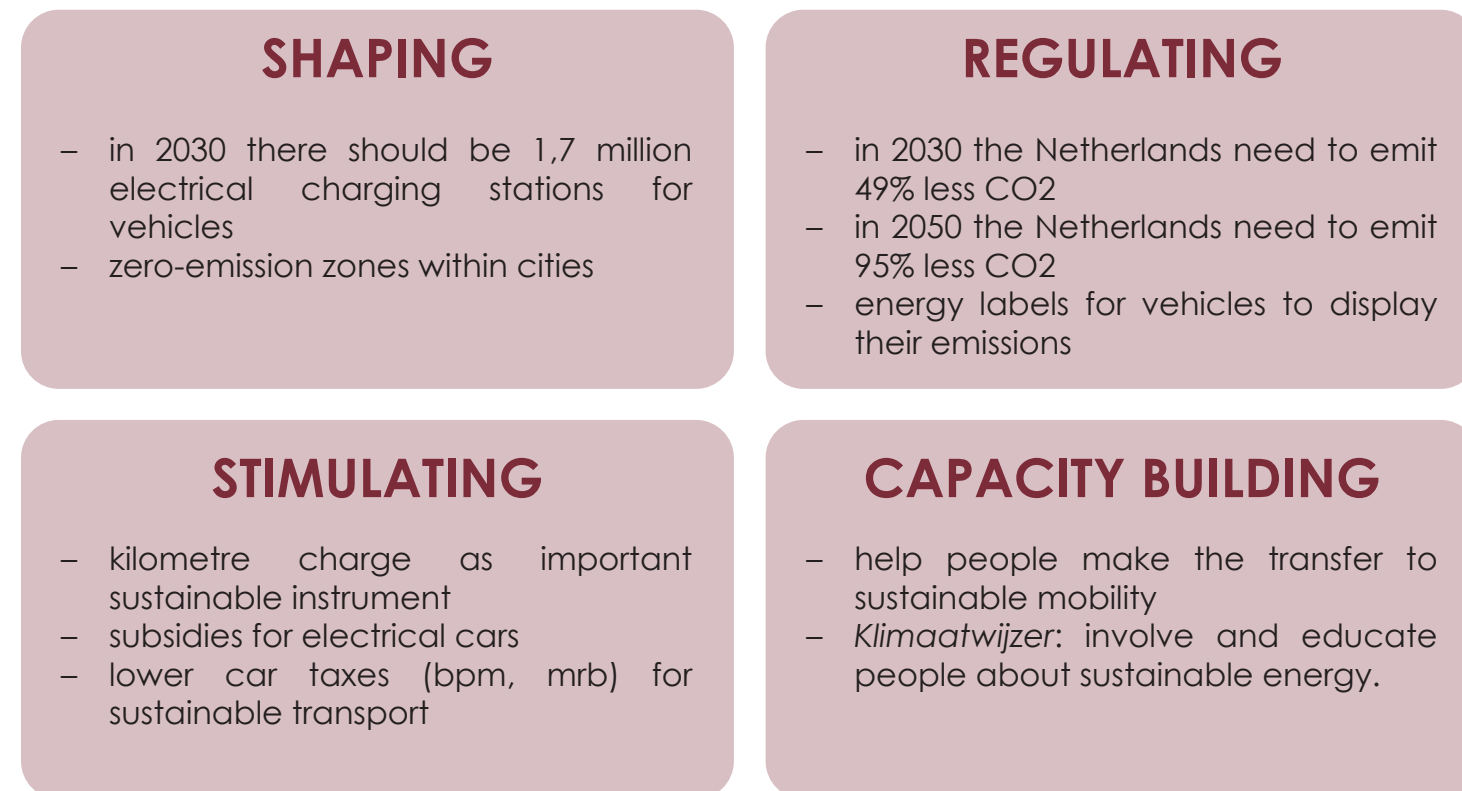 SHAPING
– in 2030 there should be 1,7 million
electrical charging stations for
vehicles
– zero-emission zones within cities
REGULATING
– in 2030 the Netherlands need to emit
49% less CO2
– in 2050 the Netherlands need to emit
95% less CO2
– energy labels for vehicles to display
their emissions
STIMULATING
– kilometre charge as important
sustainable instrument
– subsidies for electrical cars
– lower car taxes (bpm, mrb) for
sustainable transport
CAPACITY BUILDING
– help people make the transfer to
sustainable mobility
– Klimaatwijzer: involve and educate
people about sustainable energy.